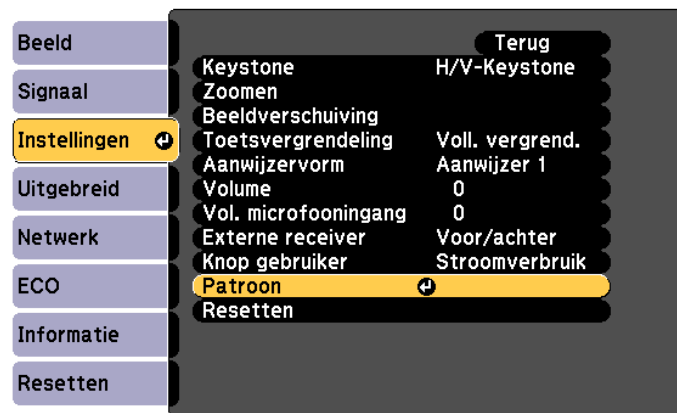 Beeld
Signaal
Instellingen
Uitgebreid
Netwerk
ECO
Informatie
Resetten
Terug
Keystone H/V-Keystone
Zoomen
Beeldverschuiving
Toetsvergrendeling Voll. vergrend.
Aanwijzervorm Aanwijzer 1
Volume 0
Vol. microfooningang 0
Externe receiver Voor/achter
Knop gebruiker Stroomverbruik
Patroon
Resetten